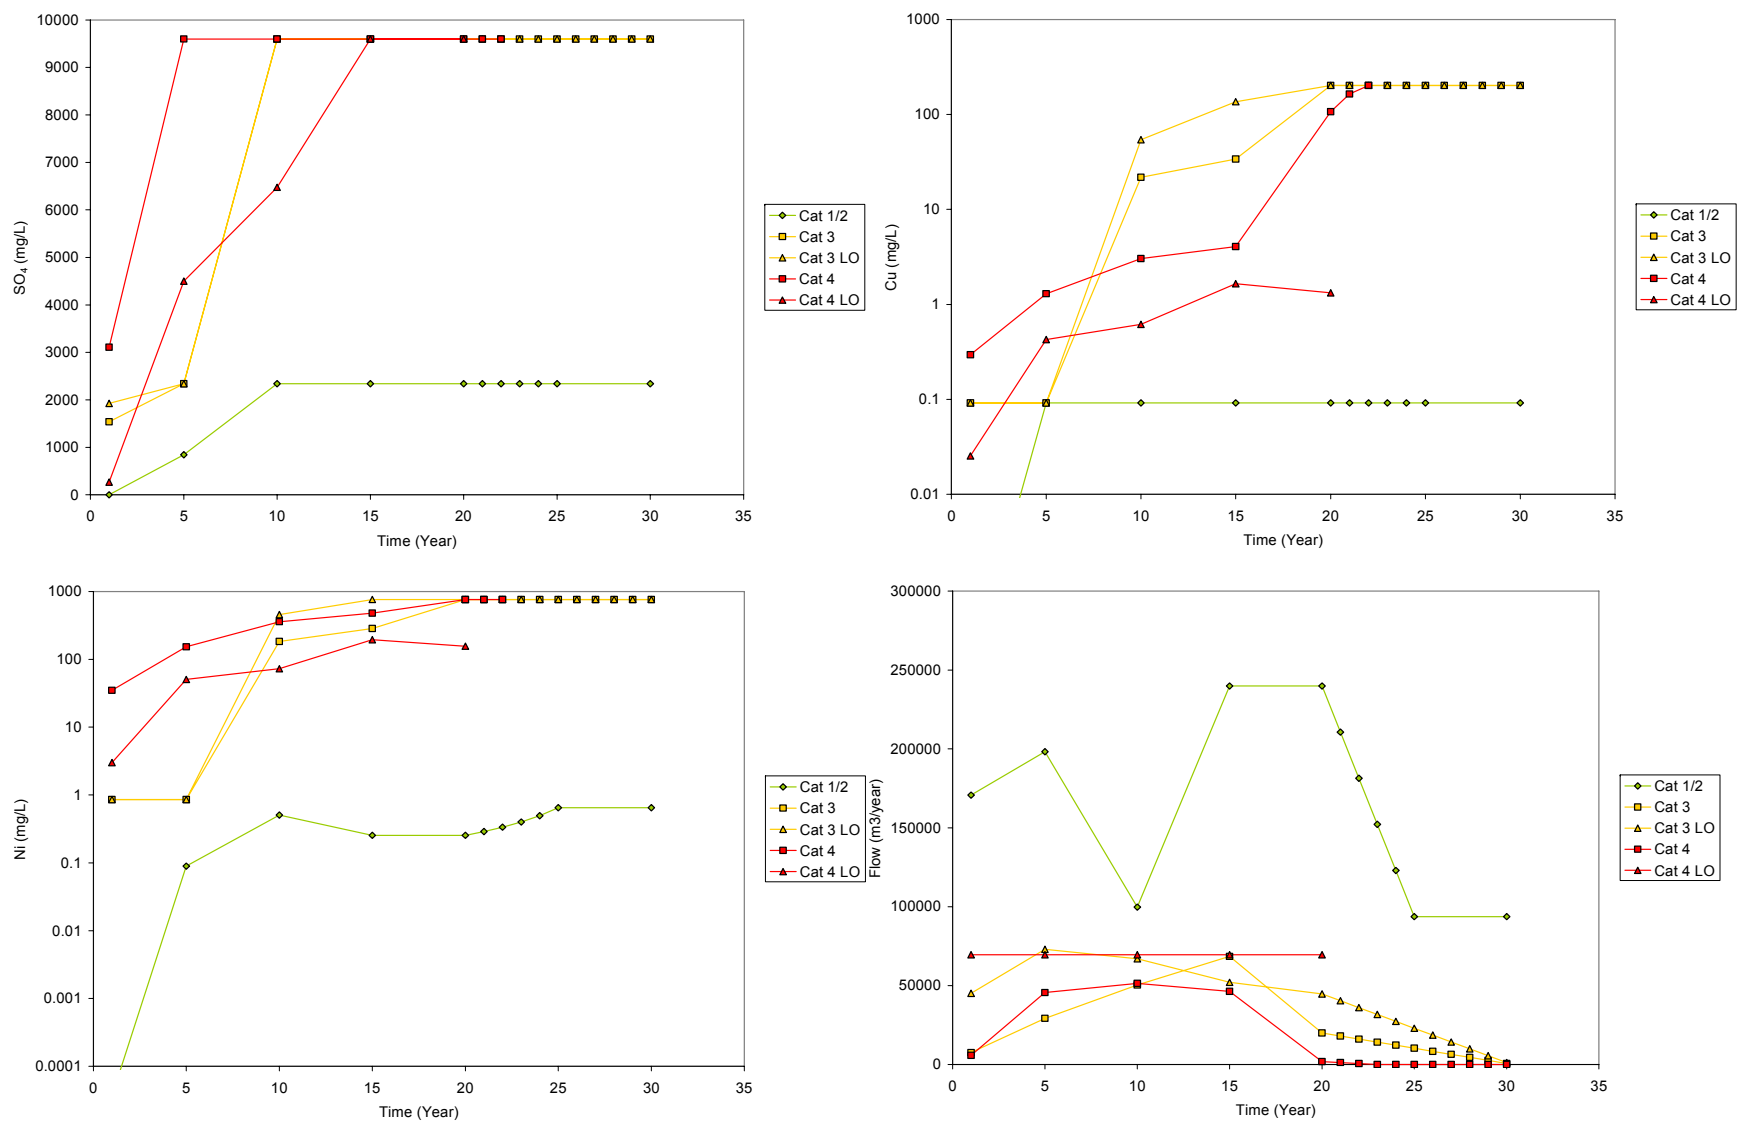 10000
9000
8000
7000
6000
5000
4000
3000
2000
1000
0
SO4 (mg/L)
0 5 10 15 20 25 30 35
Time (Year)
Cat 1/2
Cat 3
Cat 3 LO
Cat 4
Cat 4 LO
1000
100
10
1
0.1
0.01
Cu (mg/L)
0 5 10 15 20 25 30 35
Time (Year)
Cat 1/2
Cat 3
Cat 3 LO
Cat 4
Cat 4 LO
1000
100
10
1
0.1
0.01
0.001
0.0001
Ni (mg/L)
0 5 10 15 20 25 30 35
Time (Year)
Cat 1/2
Cat 3
Cat 3 LO
Cat 4
Cat 4 LO
300000
250000
200000
150000
100000
50000
0
Flow (m3/year)
0 5 10 15 20 25 30 35
Time (Year)
Cat 1/2
Cat 3
Cat 3 LO
Cat 4
Cat 4 LO